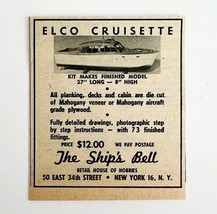 ELCO CRUISETTE
KIT MAKES FINISHED MODEL
27" LONG — 8" HIGH
All planking, decks and cabin are die cut
of Mahogany veneer or Mahogany aircraft
grade plywood.
Fully detailed drawings, photographic step
by step instructions — with 73 finished
fittings.
PRICE $12.00 WE PAY POSTAGE
The Ship's Bell
RETAIL HOUSE OF HOBBIES
50 EAST 34th STREET • NEW YORK 16, N. Y.